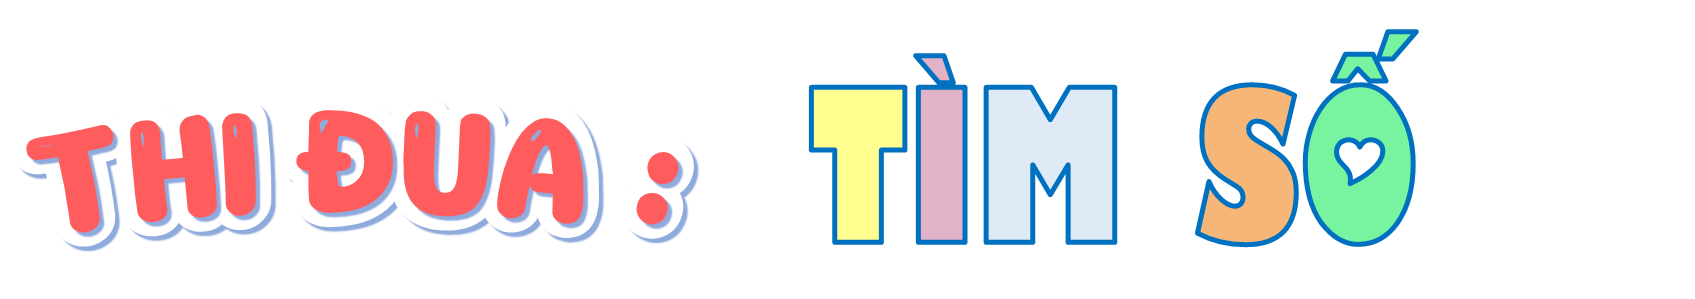 THI ĐUA : TÌM SỐ